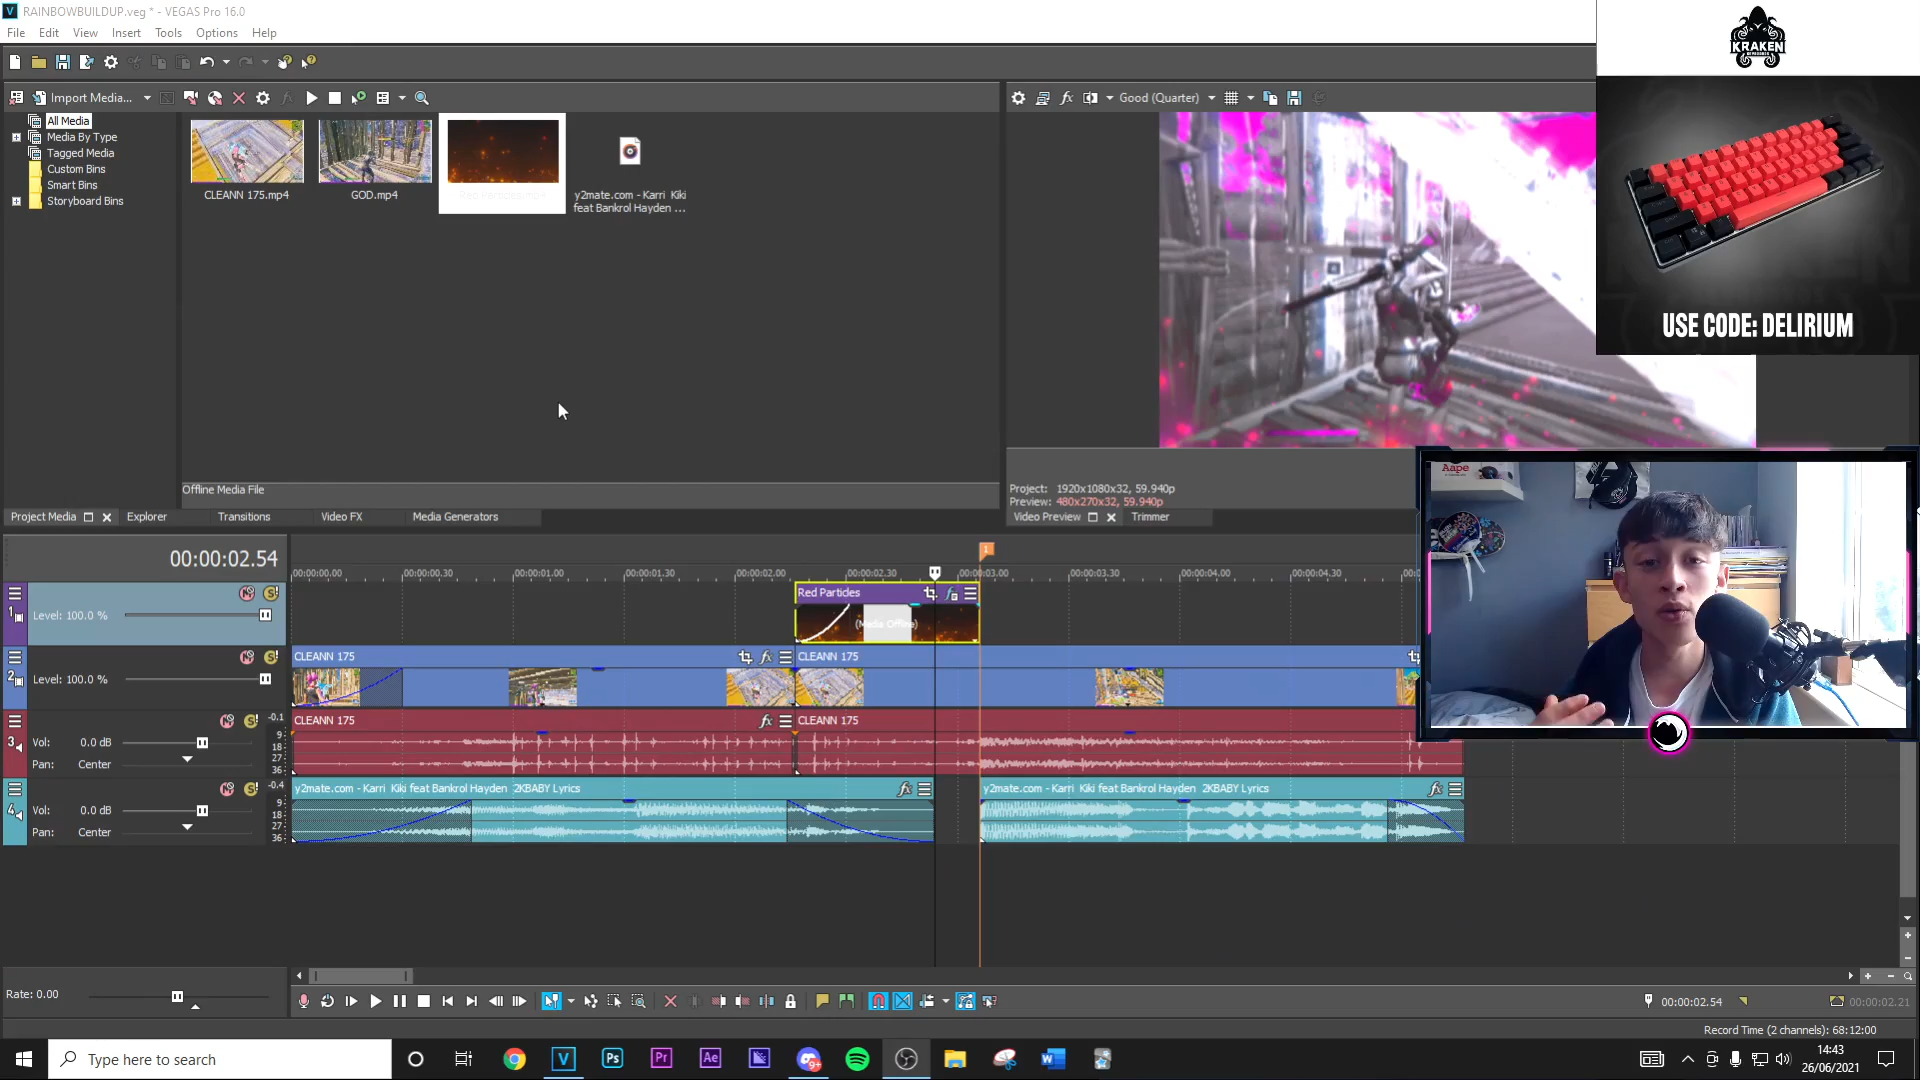 RAINBOWBUILDUP.veg * - VEGAS Pro 16.0
File Edit View Insert Tools Options Help
KRAKEN
Import Media...
Good (Quarter)
All Media
Media By Type
Tagged Media
Custom Bins
Smart Bins
Storyboard Bins
CLEANN 175.mp4
GOD.mp4
Red Particles.mp4
y2mate.com - Karri Kiki
feat Bankrol Hayden ...
USE CODE: DELIRIUM
Offline Media File
Project: 1920x1080x32, 59.940p
Preview: 480x270x32, 59.940p
Project Media Explorer Transitions Video FX Media Generators
Video Preview Trimmer
Aape
00:00:02.54
1
00:00:00.00 00:00:00.30 00:00:01.00 00:00:01.30 00:00:02.00 00:00:02.30 00:00:03.00 00:00:03.30 00:00:04.00 00:00:04.30
1 Level: 100.0 %
Red Particles
(Media Offline)
2 Level: 100.0 %
CLEANN 175 CLEANN 175
3 -0.1
CLEANN 175 CLEANN 175
Vol: 0.0 dB 9 18 27 36
Pan: Center
4 -0.4
y2mate.com - Karri Kiki feat Bankrol Hayden 2KBABY Lyrics y2mate.com - Karri Kiki feat Bankrol Hayden 2KBABY Lyrics
Vol: 0.0 dB 9 18 27 36
Pan: Center
Rate: 0.00
00:00:02.54 00:00:02.21
Record Time (2 channels): 68:12:00
Type here to search
V Ps Pr Ae
14:43
26/06/2021